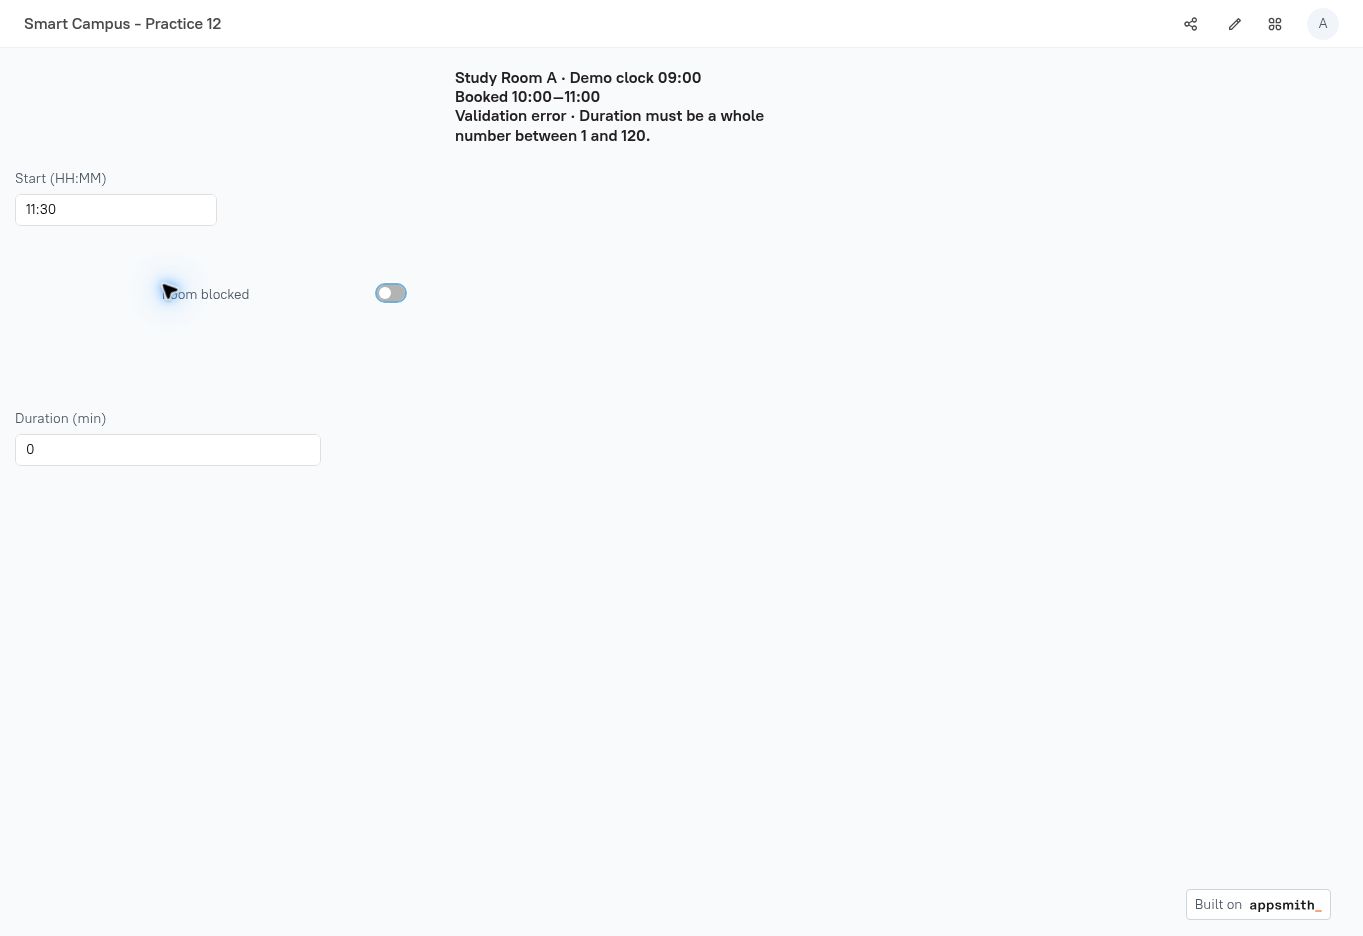 Smart Campus - Practice 12
A
Study Room A · Demo clock 09:00
Booked 10:00–11:00
Validation error · Duration must be a whole
number between 1 and 120.
Start (HH:MM)
11:30
Room blocked
Duration (min)
0
Built on appsmith_